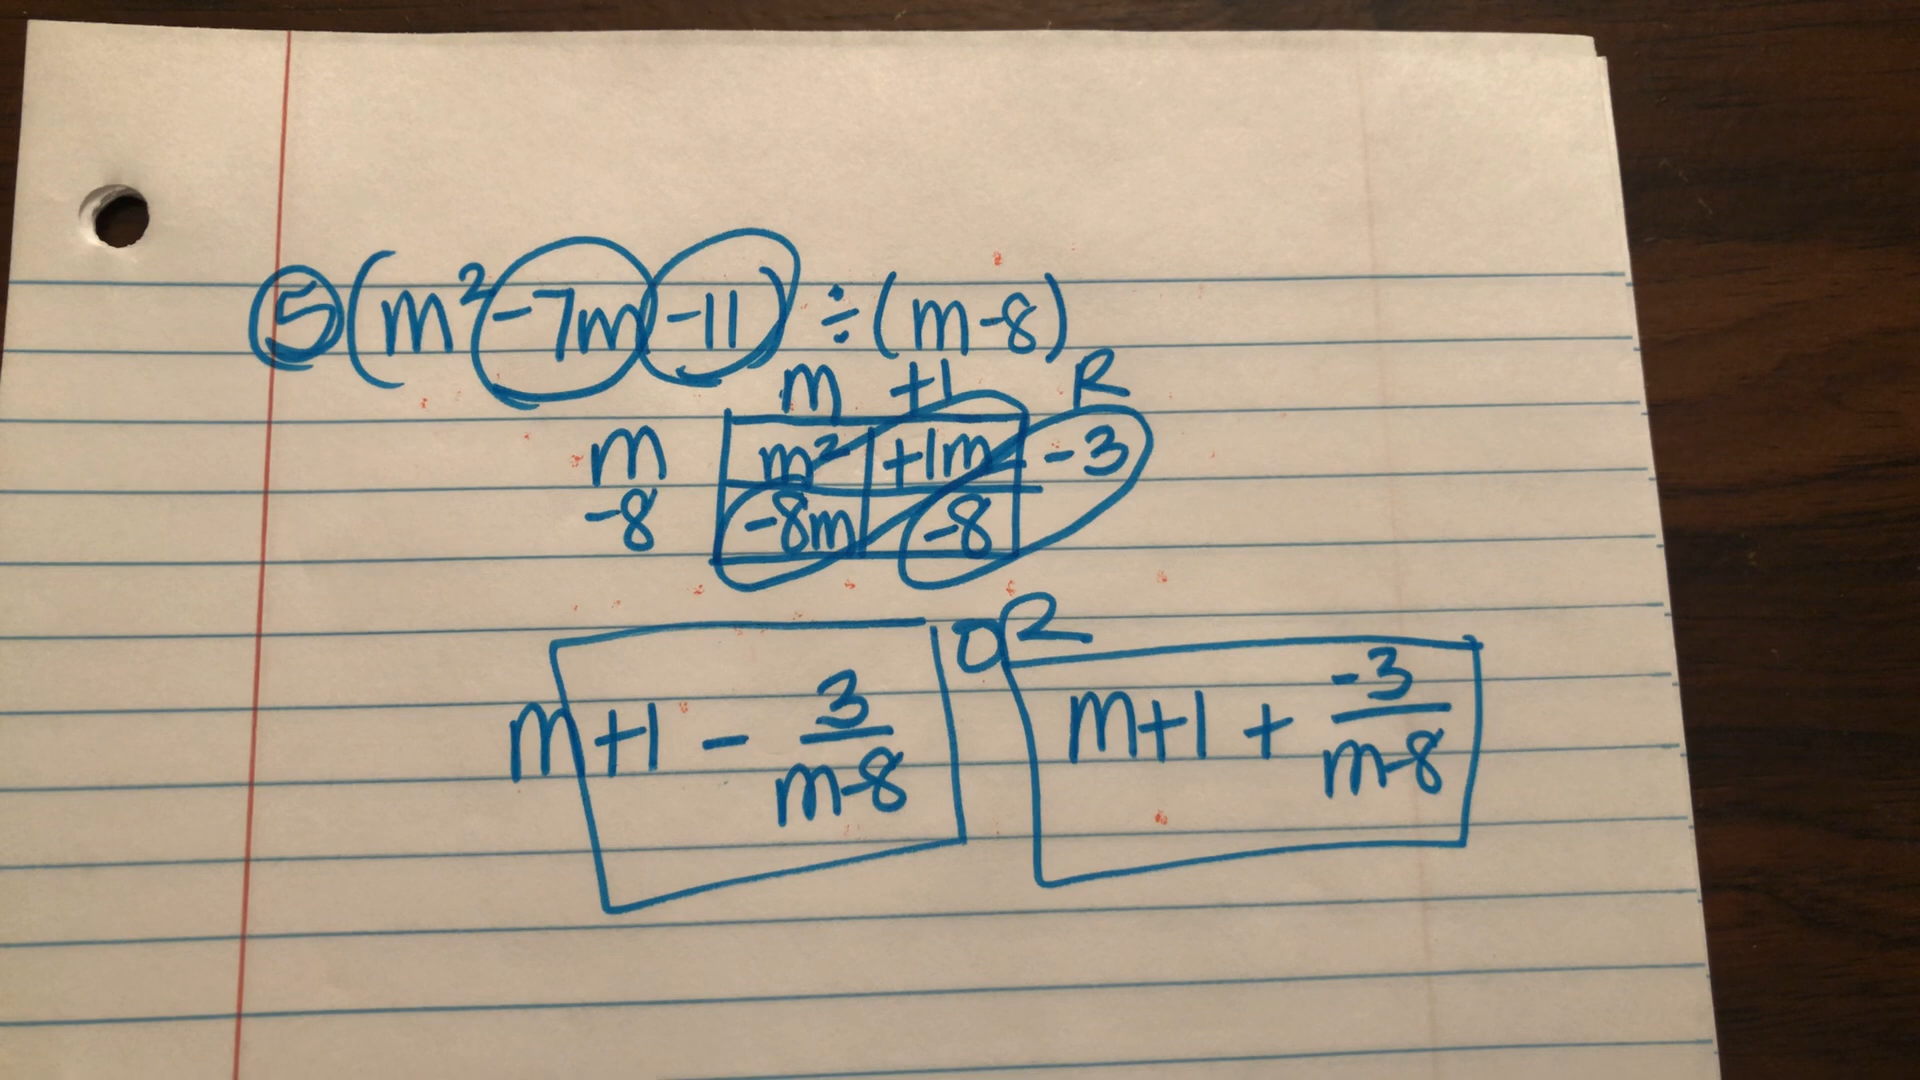 5 (m² -7m -11) ÷ (m-8)
m +1 R
m m² +1m -3
-8 -8m -8
OR
m+1 - 3/(m-8) m+1 + -3/(m-8)